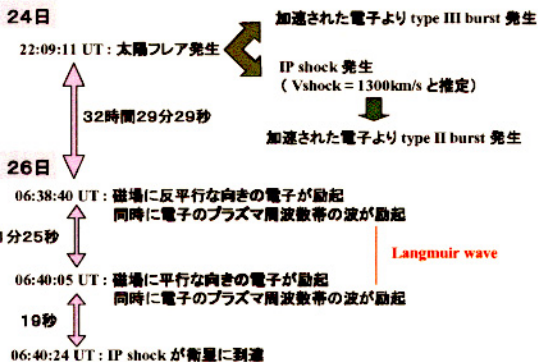 24日
加速された電子より type III burst 発生
22:09:11 UT : 太陽フレア発生
IP shock 発生
( Vshock = 1300km/s と推定)
32時間29分29秒
加速された電子より type II burst 発生
26日
06:38:40 UT : 磁場に反平行な向きの電子が励起
同時に電子のプラズマ周波数帯の波が励起
1分25秒
Langmuir wave
06:40:05 UT : 磁場に平行な向きの電子が励起
同時に電子のプラズマ周波数帯の波が励起
19秒
06:40:24 UT : IP shock が衛星に到達